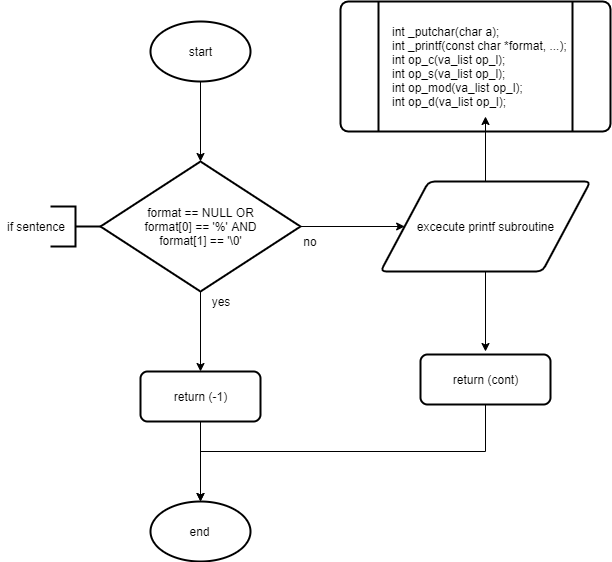 start
int _putchar(char a);
int _printf(const char *format, ...);
int op_c(va_list op_l);
int op_s(va_list op_l);
int op_mod(va_list op_l);
int op_d(va_list op_l);
if sentence
format == NULL OR
format[0] == '%' AND
format[1] == '\0'
no
excecute printf subroutine
yes
return (-1)
return (cont)
end